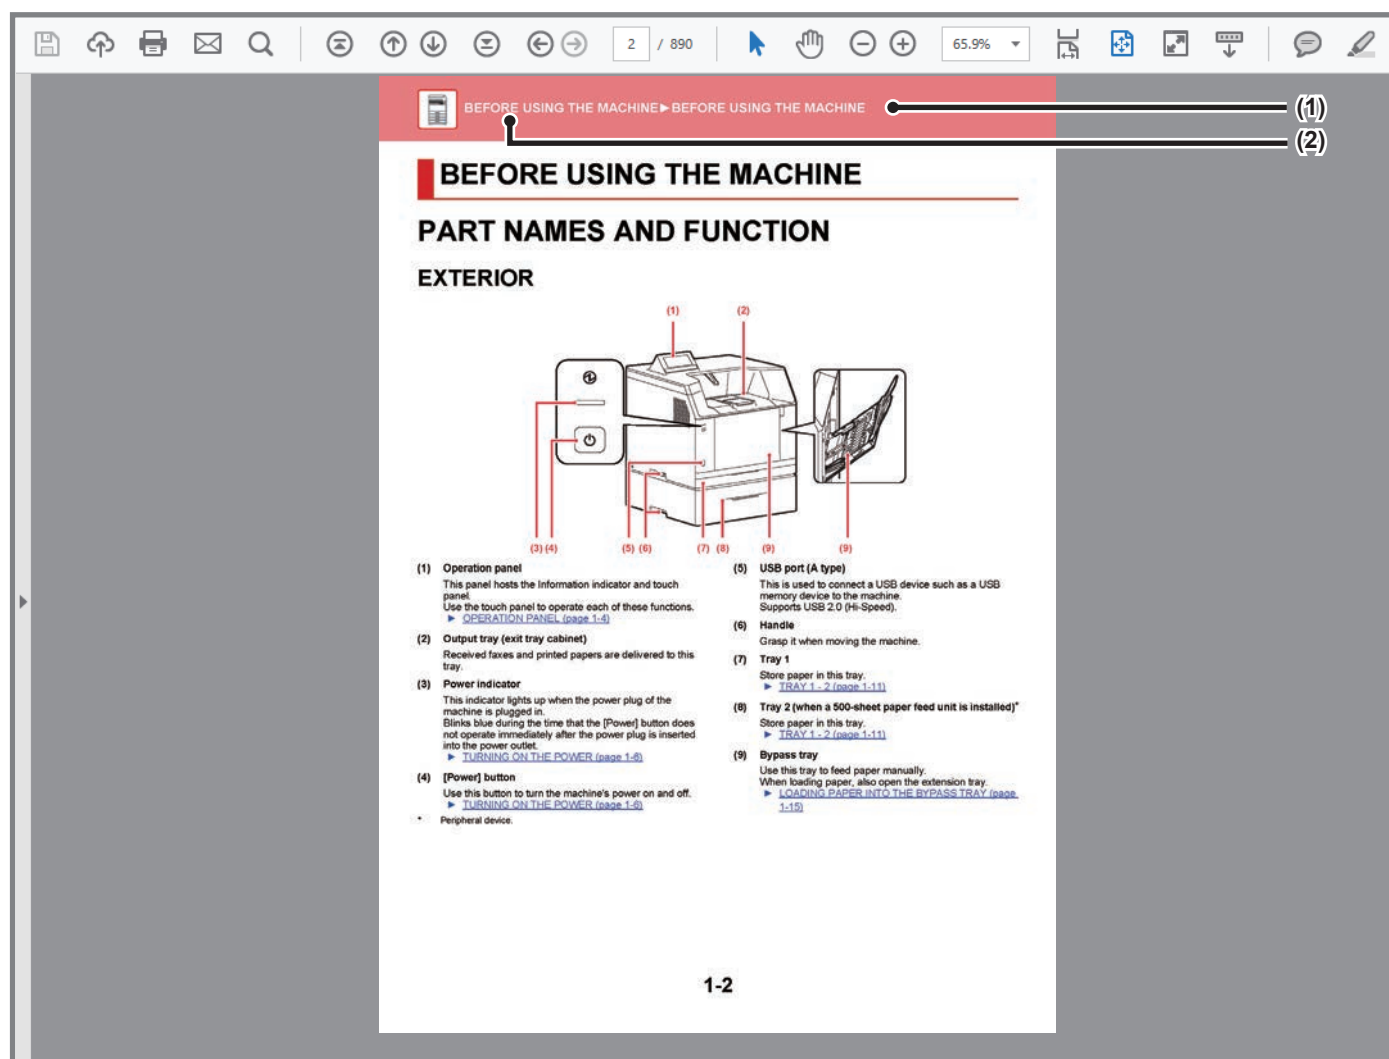 2 / 890
65.9%
BEFORE USING THE MACHINE►BEFORE USING THE MACHINE
(1)
(2)
BEFORE USING THE MACHINE
PART NAMES AND FUNCTION
EXTERIOR
(1) (2)
(3) (4) (5) (6) (7) (8) (9) (9)
(1) Operation panel
This panel hosts the Information indicator and touch
panel.
Use the touch panel to operate each of these functions.
► OPERATION PANEL (page 1-4)
(2) Output tray (exit tray cabinet)
Received faxes and printed papers are delivered to this
tray.
(3) Power indicator
This indicator lights up when the power plug of the
machine is plugged in.
Blinks blue during the time that the [Power] button does
not operate immediately after the power plug is inserted
into the power outlet.
► TURNING ON THE POWER (page 1-6)
(4) [Power] button
Use this button to turn the machine's power on and off.
► TURNING ON THE POWER (page 1-6)
* Peripheral device.
(5) USB port (A type)
This is used to connect a USB device such as a USB
memory device to the machine.
Supports USB 2.0 (Hi-Speed).
(6) Handle
Grasp it when moving the machine.
(7) Tray 1
Store paper in this tray.
► TRAY 1 - 2 (page 1-11)
(8) Tray 2 (when a 500-sheet paper feed unit is installed)*
Store paper in this tray.
► TRAY 1 - 2 (page 1-11)
(9) Bypass tray
Use this tray to feed paper manually.
When loading paper, also open the extension tray.
► LOADING PAPER INTO THE BYPASS TRAY (page
1-15)
1-2